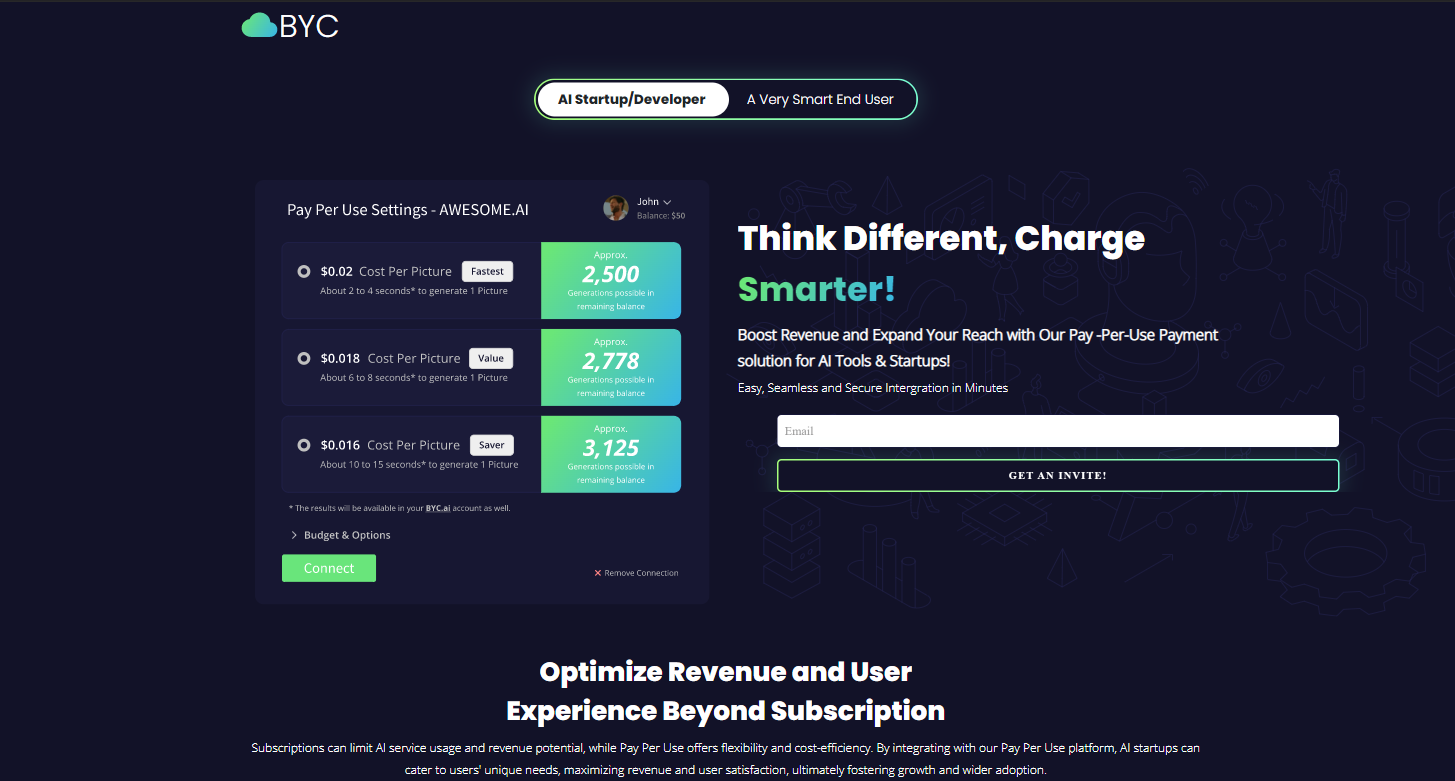 BYC
AI Startup/Developer
A Very Smart End User
Pay Per Use Settings - AWESOME.AI
John
Balance: $50
$0.02 Cost Per Picture Fastest
About 2 to 4 seconds* to generate 1 Picture
Approx.
2,500
Generations possible in
remaining balance
$0.018 Cost Per Picture Value
About 6 to 8 seconds* to generate 1 Picture
Approx.
2,778
Generations possible in
remaining balance
$0.016 Cost Per Picture Saver
About 10 to 15 seconds* to generate 1 Picture
Approx.
3,125
Generations possible in
remaining balance
* The results will be available in your BYC.ai account as well.
Budget & Options
Connect
Remove Connection
Think Different, Charge
Smarter!
Boost Revenue and Expand Your Reach with Our Pay -Per-Use Payment
solution for AI Tools & Startups!
Easy, Seamless and Secure Intergration in Minutes
Email
GET AN INVITE!
Optimize Revenue and User
Experience Beyond Subscription
Subscriptions can limit AI service usage and revenue potential, while Pay Per Use offers flexibility and cost-efficiency. By integrating with our Pay Per Use platform, AI startups can
cater to users' unique needs, maximizing revenue and user satisfaction, ultimately fostering growth and wider adoption.